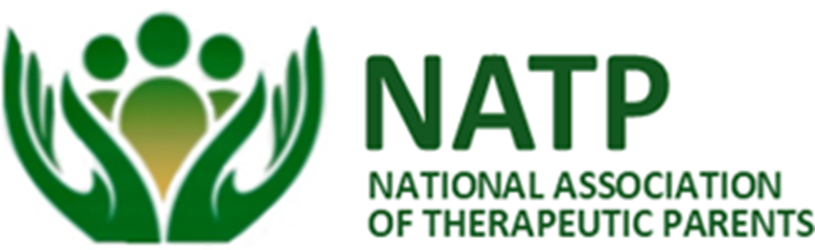 NATP
NATIONAL ASSOCIATION
OF THERAPEUTIC PARENTS